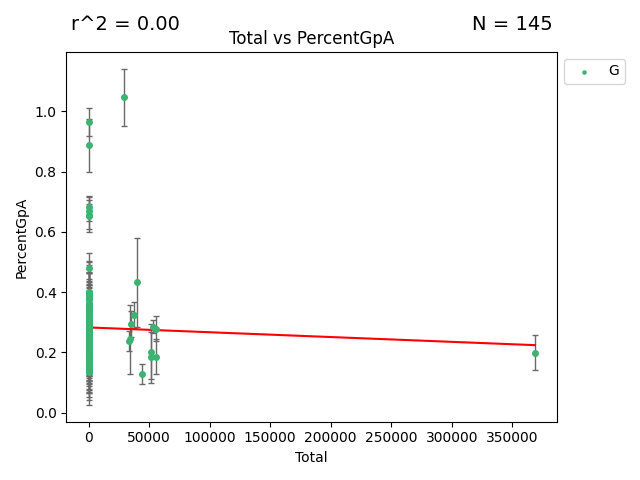 r^2 = 0.00
N = 145
Total vs PercentGpA
G
1.0
0.8
0.6
0.4
0.2
0.0
PercentGpA
0 50000 100000 150000 200000 250000 300000 350000
Total